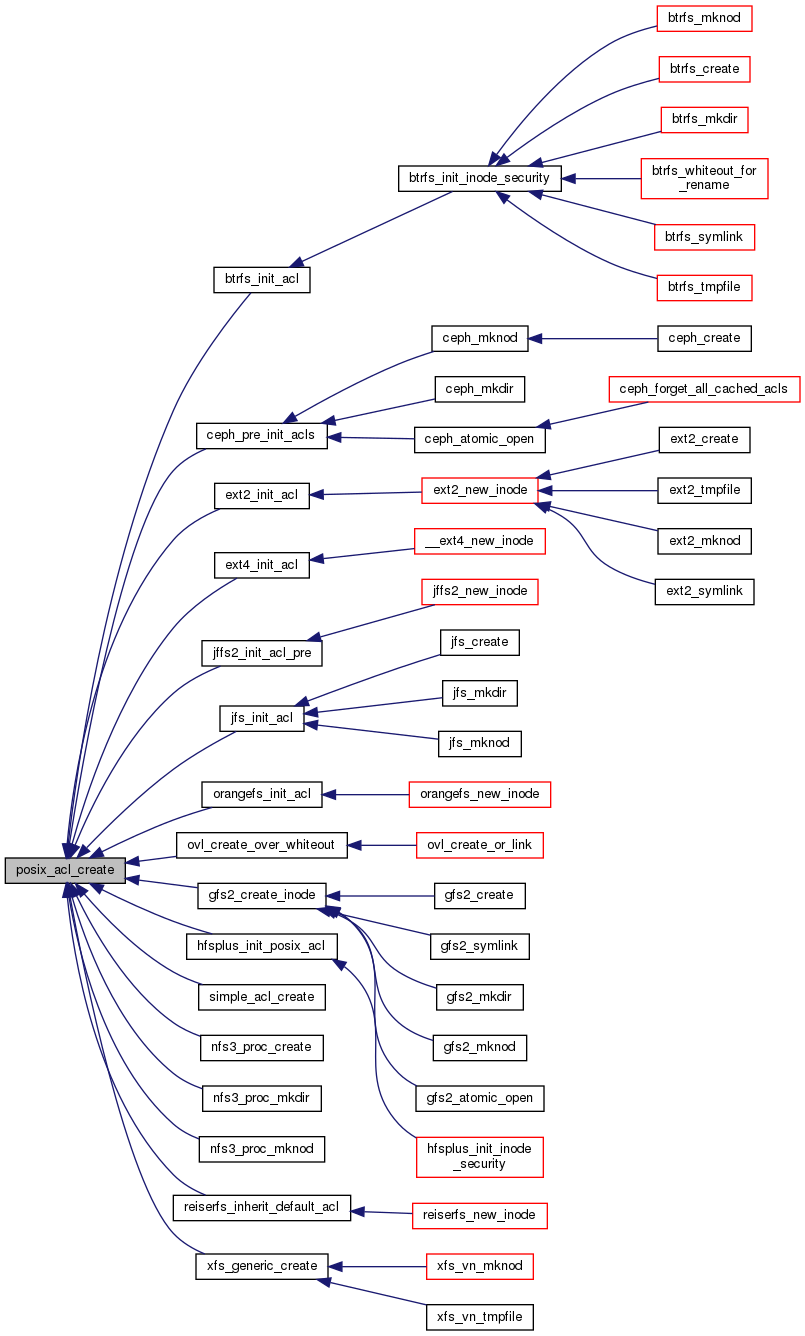 btrfs_mknod
btrfs_create
btrfs_mkdir
btrfs_init_inode_security
btrfs_whiteout_for
_rename
btrfs_symlink
btrfs_init_acl
btrfs_tmpfile
ceph_mknod
ceph_create
ceph_mkdir
ceph_forget_all_cached_acls
ceph_pre_init_acls
ceph_atomic_open
ext2_create
ext2_init_acl
ext2_new_inode
ext2_tmpfile
ext2_mknod
ext4_init_acl
__ext4_new_inode
ext2_symlink
jffs2_new_inode
jffs2_init_acl_pre
jfs_create
jfs_mkdir
jfs_init_acl
jfs_mknod
orangefs_init_acl
orangefs_new_inode
ovl_create_over_whiteout
ovl_create_or_link
posix_acl_create
gfs2_create_inode
gfs2_create
hfsplus_init_posix_acl
gfs2_symlink
simple_acl_create
gfs2_mkdir
nfs3_proc_create
gfs2_mknod
nfs3_proc_mkdir
gfs2_atomic_open
nfs3_proc_mknod
hfsplus_init_inode
_security
reiserfs_inherit_default_acl
reiserfs_new_inode
xfs_generic_create
xfs_vn_mknod
xfs_vn_tmpfile